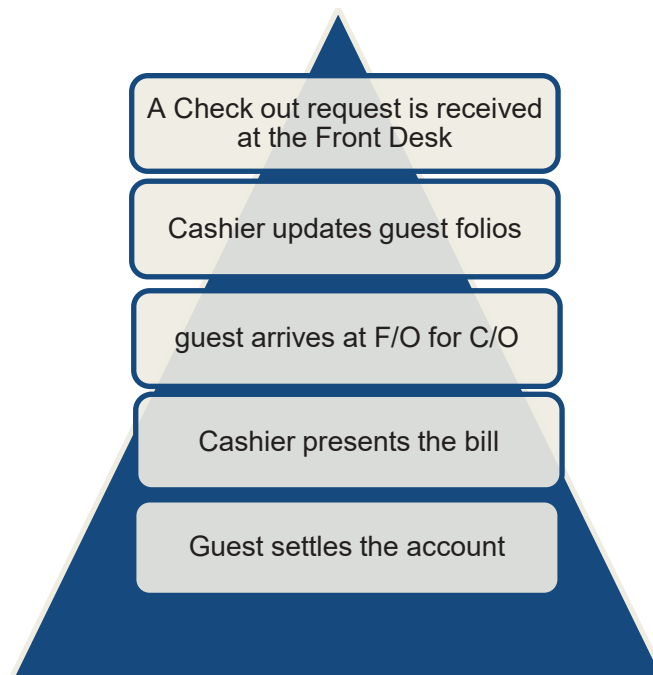 A Check out request is received
at the Front Desk
Cashier updates guest folios
guest arrives at F/O for C/O
Cashier presents the bill
Guest settles the account